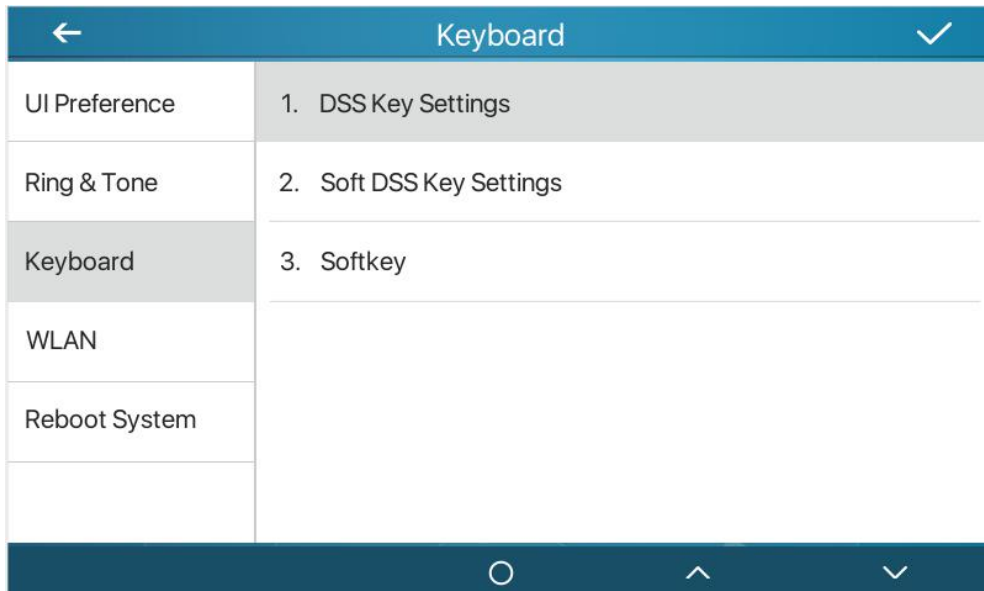 Keyboard
UI Preference
1. DSS Key Settings
Ring & Tone
2. Soft DSS Key Settings
Keyboard
3. Softkey
WLAN
Reboot System